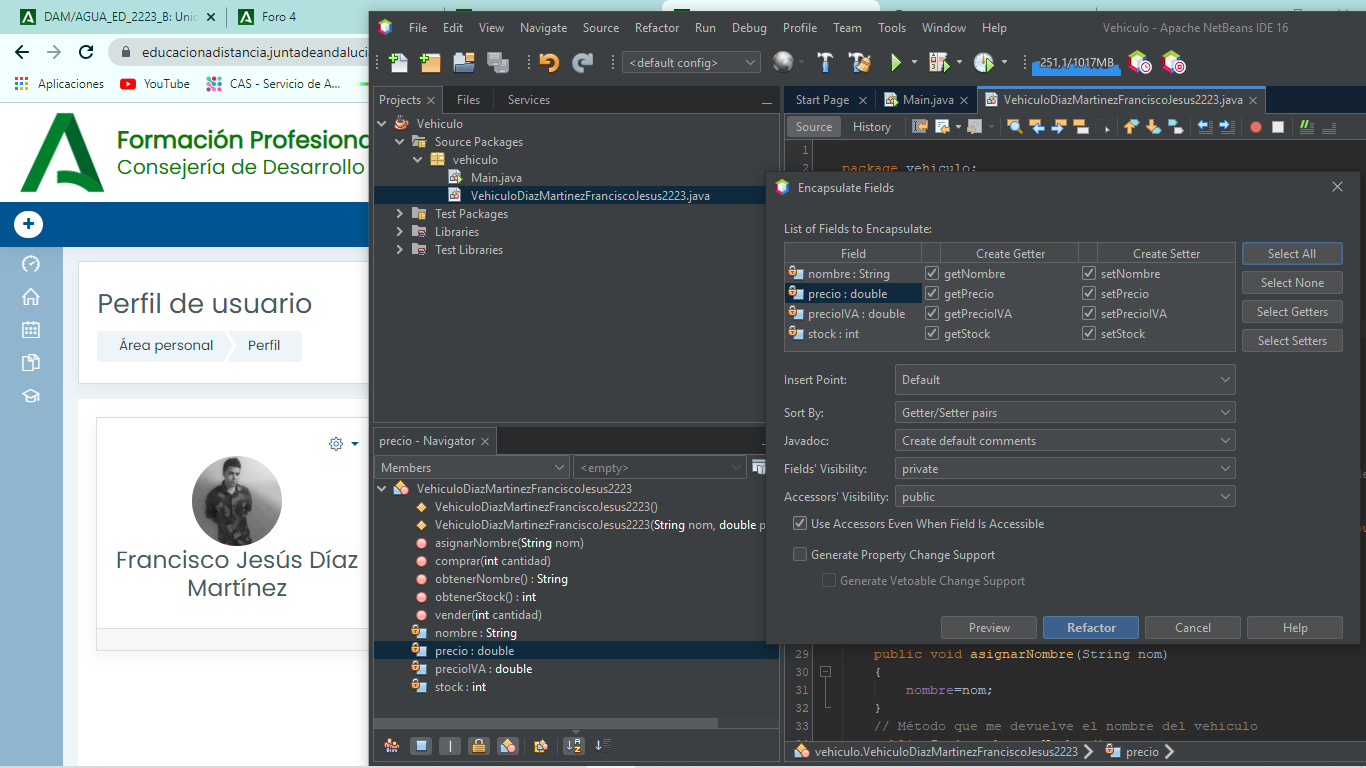 DAM/AGUA_ED_2223_B: Unic
Foro 4
educacionadistancia.juntadeandaluci
Aplicaciones
YouTube
CAS - Servicio de A...
Formación Profesiona
Consejería de Desarrollo
Perfil de usuario
Área personal
Perfil
Francisco Jesús Díaz
Martínez
File Edit View Navigate Source Refactor Run Debug Profile Team Tools Window Help
Vehiculo - Apache NetBeans IDE 16
<default config>
251,1/1017MB
Projects
Files
Services
Vehiculo
Source Packages
vehiculo
Main.java
VehiculoDiazMartinezFranciscoJesus2223.java
Test Packages
Libraries
Test Libraries
precio - Navigator
Members
<empty>
VehiculoDiazMartinezFranciscoJesus2223
VehiculoDiazMartinezFranciscoJesus2223()
VehiculoDiazMartinezFranciscoJesus2223(String nom, double p
asignarNombre(String nom)
comprar(int cantidad)
obtenerNombre() : String
obtenerStock() : int
vender(int cantidad)
nombre : String
precio : double
precioIVA : double
stock : int
Start Page
Main.java
VehiculoDiazMartinezFranciscoJesus2223.java
Source
History
1
2 package vehiculo;
Encapsulate Fields
List of Fields to Encapsulate:
Field Create Getter Create Setter
nombre : String getNombre setNombre
precio : double getPrecio setPrecio
precioIVA : double getPrecioIVA setPrecioIVA
stock : int getStock setStock
Select All
Select None
Select Getters
Select Setters
Insert Point: Default
Sort By: Getter/Setter pairs
Javadoc: Create default comments
Fields' Visibility: private
Accessors' Visibility: public
Use Accessors Even When Field Is Accessible
Generate Property Change Support
Generate Vetoable Change Support
Preview
Refactor
Cancel
Help
29 public void asignarNombre(String nom)
30 {
31 nombre=nom;
32 }
33 // Método que me devuelve el nombre del vehiculo
vehiculo.VehiculoDiazMartinezFranciscoJesus2223
precio